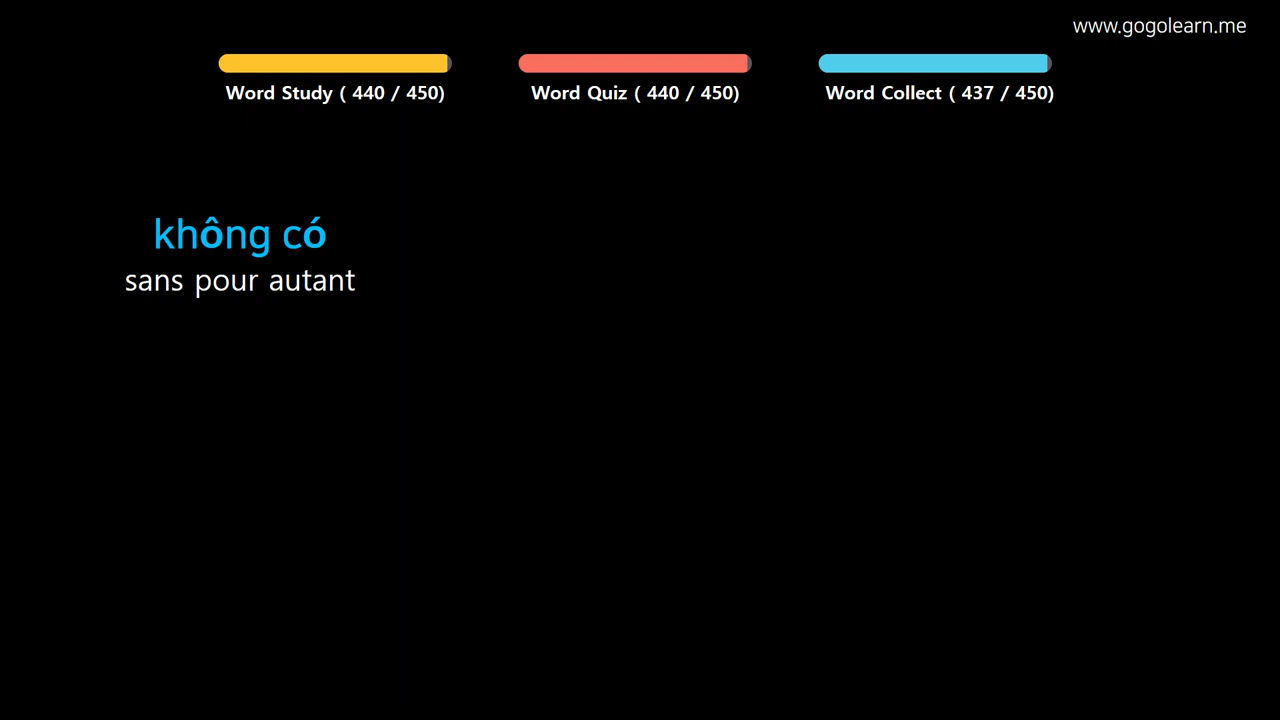 www.gogolearn.me
Word Study ( 440 / 450)
Word Quiz ( 440 / 450)
Word Collect ( 437 / 450)
không có
sans pour autant